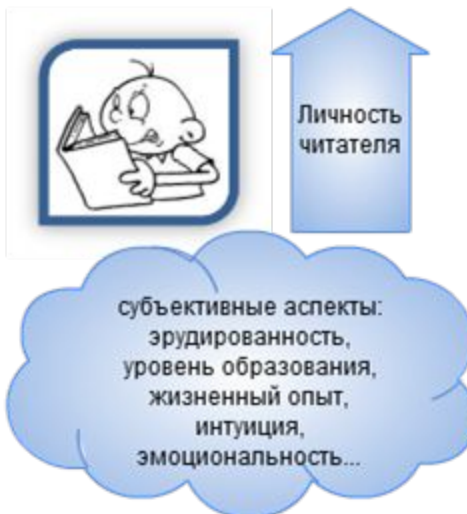 Личность
читателя
субъективные аспекты:
эрудированность,
уровень образования,
жизненный опыт,
интуиция,
эмоциональность...